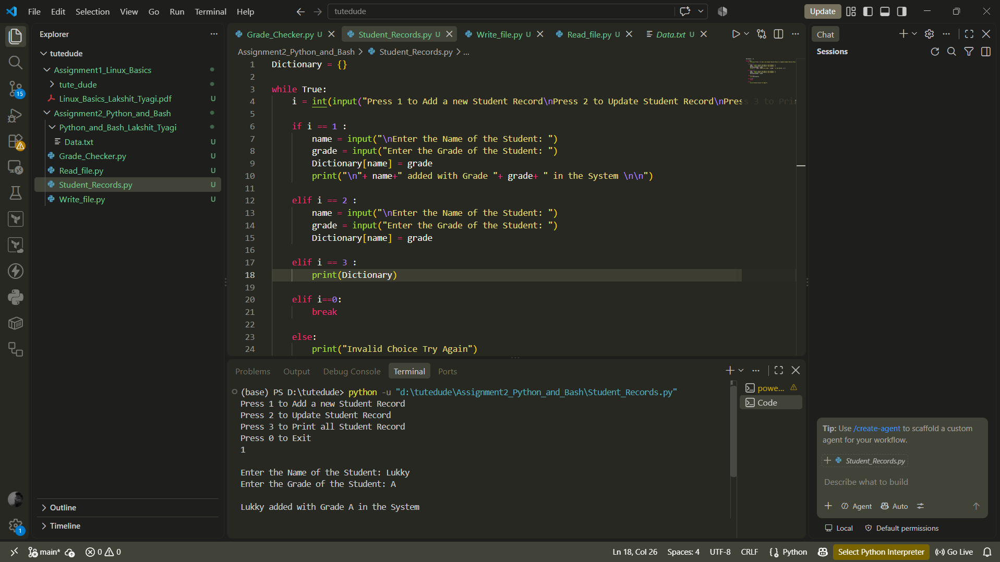 File Edit Selection View Go Run Terminal Help
tutedude
Update
Explorer
tutedude
Assignment1_Linux_Basics
tute_dude
Linux_Basics_Lakshit_Tyagi.pdf U
Assignment2_Python_and_Bash
Python_and_Bash_Lakshit_Tyagi
Data.txt U
Grade_Checker.py U
Read_file.py U
Student_Records.py U
Write_file.py U
Outline
Timeline
15
1
Grade_Checker.py U Student_Records.py U Write_file.py U Read_file.py U Data.txt U
Assignment2_Python_and_Bash > Student_Records.py > ...
1 Dictionary = {}
2
3 while True:
4 i = int(input("Press 1 to Add a new Student Record\nPress 2 to Update Student Record\nPress 3 to Pri
5
6 if i == 1 :
7 name = input("\nEnter the Name of the Student: ")
8 grade = input("Enter the Grade of the Student: ")
9 Dictionary[name] = grade
10 print("\n"+ name+" added with Grade "+ grade+ " in the System \n\n")
11
12 elif i == 2 :
13 name = input("\nEnter the Name of the Student: ")
14 grade = input("Enter the Grade of the Student: ")
15 Dictionary[name] = grade
16
17 elif i == 3 :
18 print(Dictionary)
19
20 elif i==0:
21 break
22
23 else:
24 print("Invalid Choice Try Again")
Problems Output Debug Console Terminal Ports
(base) PS D:\tutedude> python -u "d:\tutedude\Assignment2_Python_and_Bash\Student_Records.py"
Press 1 to Add a new Student Record
Press 2 to Update Student Record
Press 3 to Print all Student Record
Press 0 to Exit
1
Enter the Name of the Student: Lukky
Enter the Grade of the Student: A
Lukky added with Grade A in the System
powe...
Code
Chat
Sessions
Tip: Use /create-agent to scaffold a custom
agent for your workflow.
Student_Records.py
Describe what to build
Agent Auto
Local Default permissions
main* 0 0 Ln 18, Col 26 Spaces: 4 UTF-8 CRLF Python Select Python Interpreter Go Live